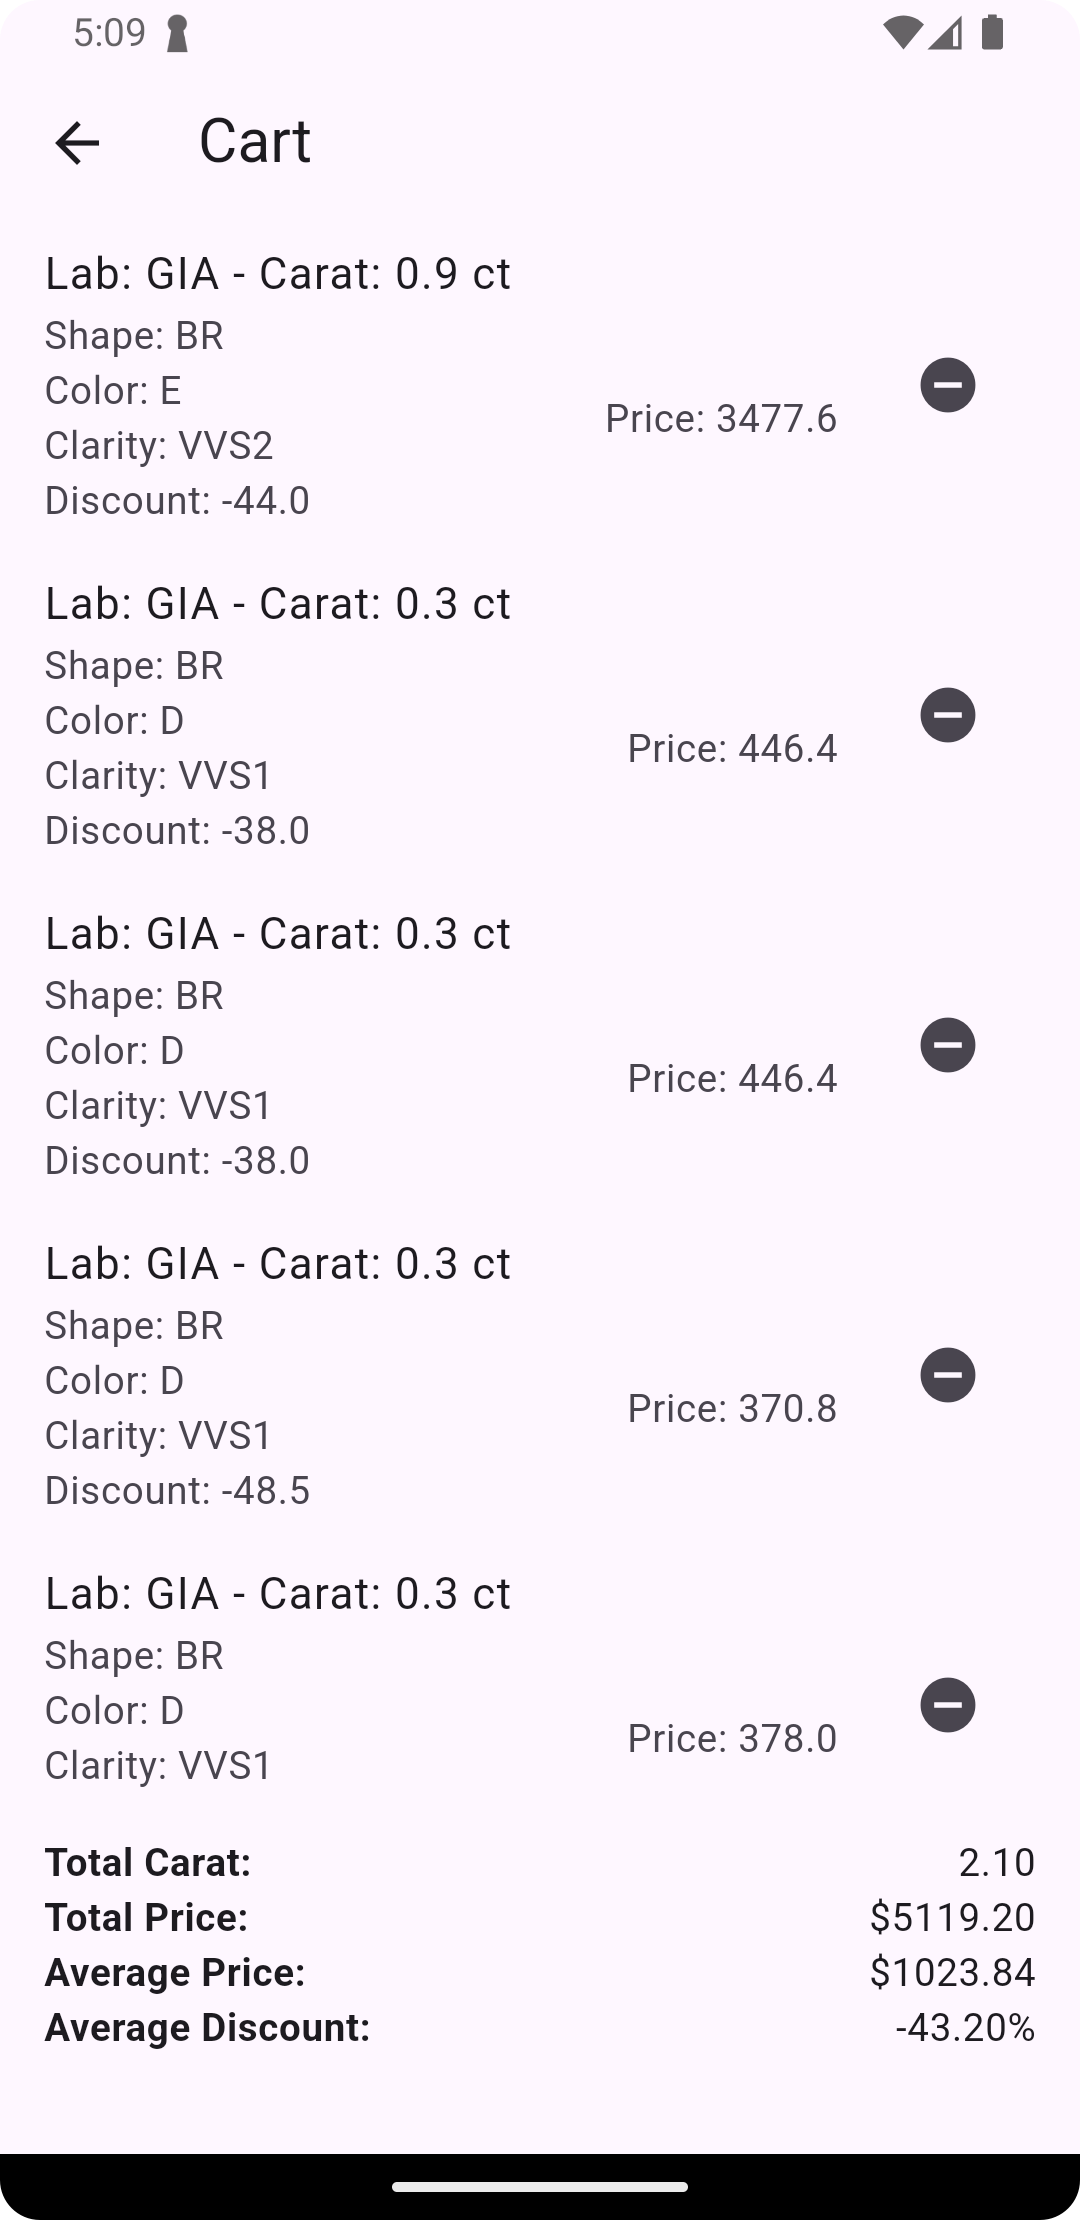 5:09
Cart
Lab: GIA - Carat: 0.9 ct
Shape: BR
Color: E
Clarity: VVS2
Discount: -44.0
Price: 3477.6
Lab: GIA - Carat: 0.3 ct
Shape: BR
Color: D
Clarity: VVS1
Discount: -38.0
Price: 446.4
Lab: GIA - Carat: 0.3 ct
Shape: BR
Color: D
Clarity: VVS1
Discount: -38.0
Price: 446.4
Lab: GIA - Carat: 0.3 ct
Shape: BR
Color: D
Clarity: VVS1
Discount: -48.5
Price: 370.8
Lab: GIA - Carat: 0.3 ct
Shape: BR
Color: D
Clarity: VVS1
Price: 378.0
Total Carat: 2.10
Total Price: $5119.20
Average Price: $1023.84
Average Discount: -43.20%